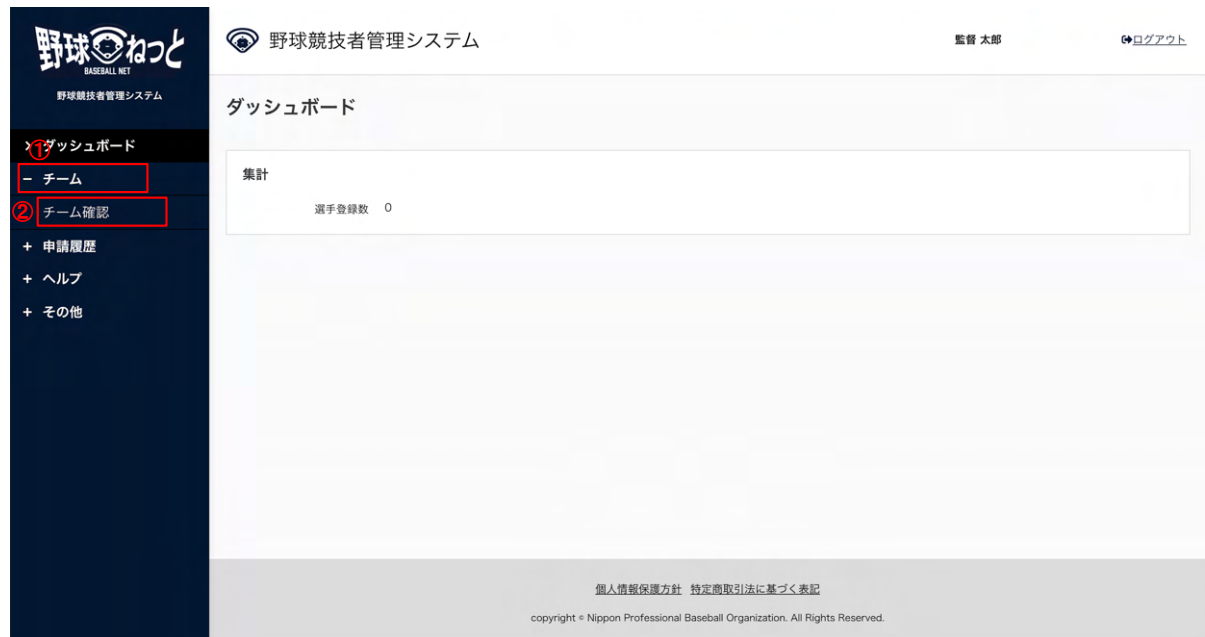 野球ねっと
BASEBALL NET
野球競技者管理システム
野球競技者管理システム
監督 太郎
ログアウト
ダッシュボード
①
ダッシュボード
− チーム
② チーム確認
+ 申請履歴
+ ヘルプ
+ その他
集計
選手登録数 0
個人情報保護方針 特定商取引法に基づく表記
copyright © Nippon Professional Baseball Organization. All Rights Reserved.